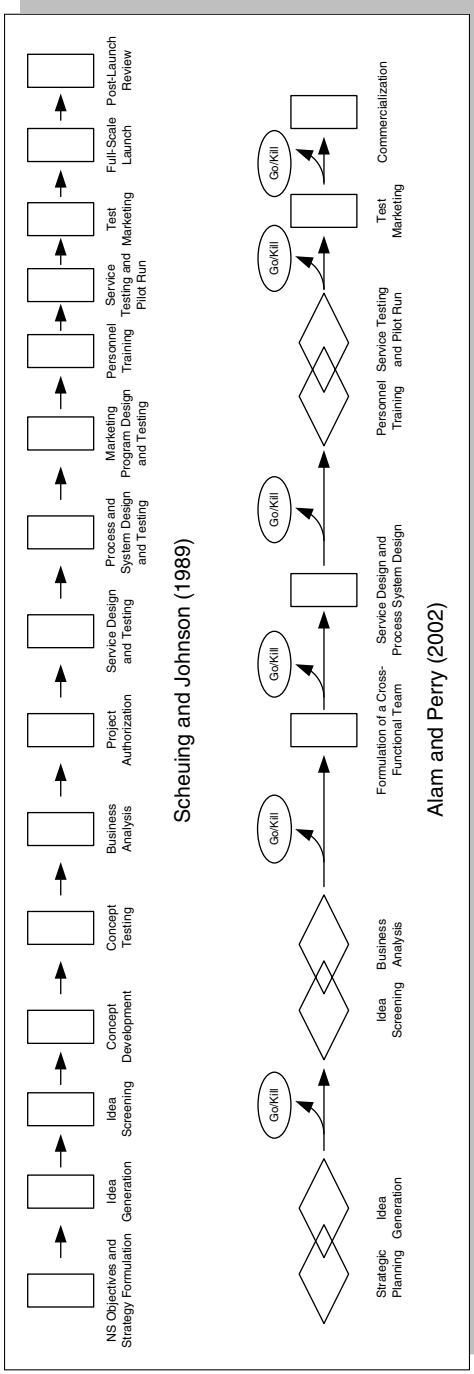 NS Objectives and
Strategy Formulation
Idea
Generation
Idea
Screening
Concept
Development
Concept
Testing
Business
Analysis
Project
Authorization
Service Design
and Testing
Process and
System Design
and Testing
Marketing
Program Design
and Testing
Personnel
Training
Service
Testing and
Pilot Run
Test
Marketing
Full-Scale
Launch
Post-Launch
Review
Scheuing and Johnson (1989)
Go/Kill
Go/Kill
Go/Kill
Go/Kill
Go/Kill
Go/Kill
Strategic
Planning
Idea
Generation
Idea
Screening
Business
Analysis
Formulation of a Cross-
Functional Team
Service Design and
Process System Design
Personnel
Training
Service Testing
and Pilot Run
Test
Marketing
Commercialization
Alam and Perry (2002)